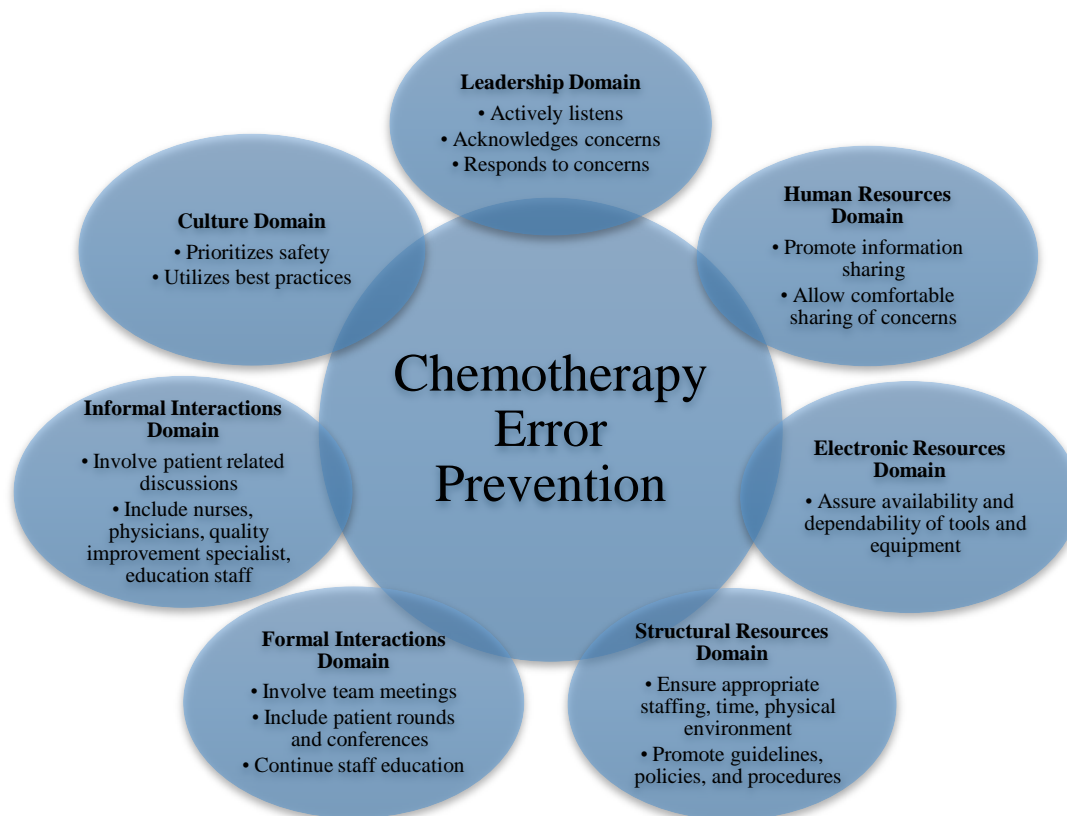 Leadership Domain
• Actively listens
• Acknowledges concerns
• Responds to concerns
Human Resources
Domain
• Promote information
sharing
• Allow comfortable
sharing of concerns
Electronic Resources
Domain
• Assure availability and
dependability of tools and
equipment
Structural Resources
Domain
• Ensure appropriate
staffing, time, physical
environment
• Promote guidelines,
policies, and procedures
Formal Interactions
Domain
• Involve team meetings
• Include patient rounds
and conferences
• Continue staff education
Informal Interactions
Domain
• Involve patient related
discussions
• Include nurses,
physicians, quality
improvement specialist,
education staff
Culture Domain
• Prioritizes safety
• Utilizes best practices
Chemotherapy
Error
Prevention